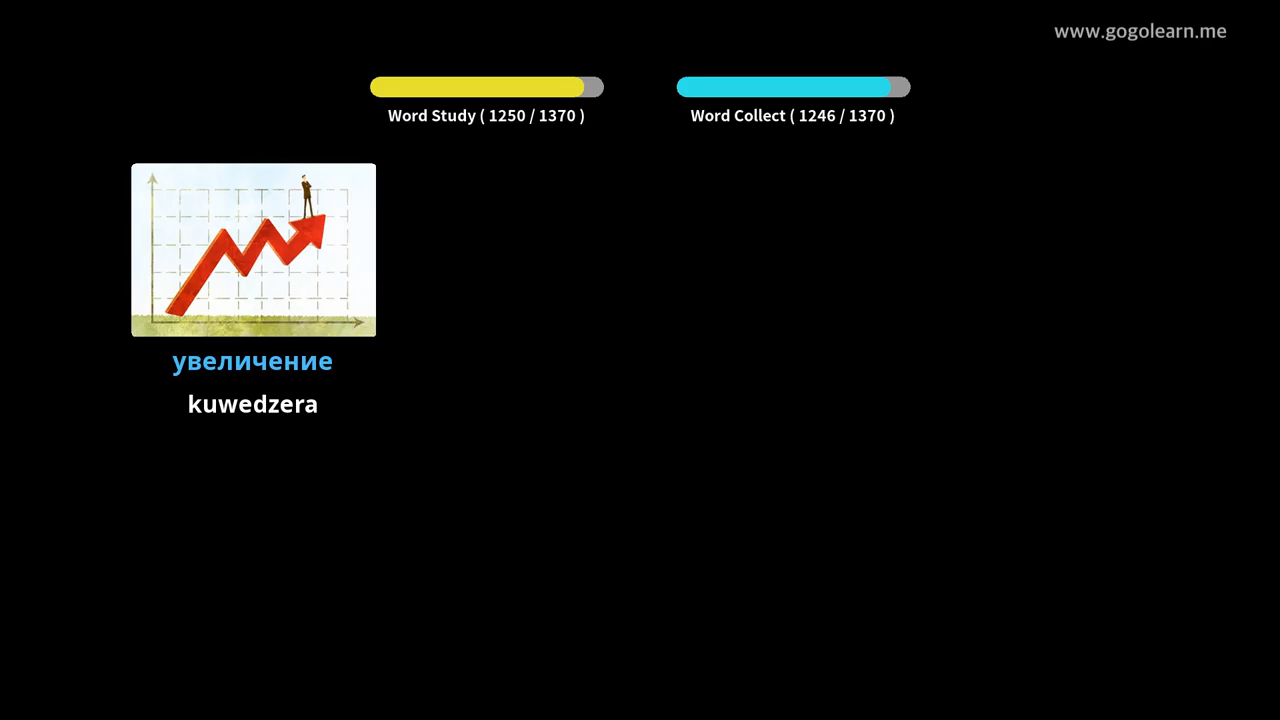 www.gogolearn.me
Word Study ( 1250 / 1370 )
Word Collect ( 1246 / 1370 )
увеличение
kuwedzera